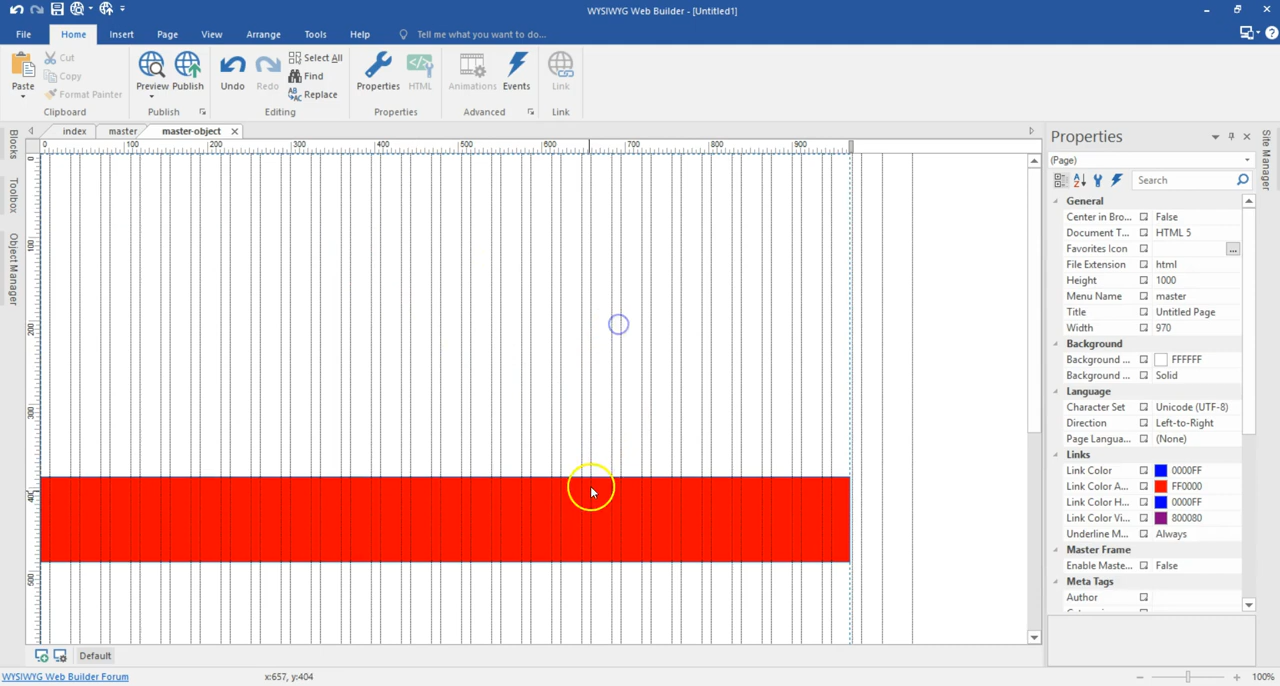 WYSIWYG Web Builder - [Untitled1]
File Home Insert Page View Arrange Tools Help Tell me what you want to do...
Paste
Cut
Copy
Format Painter
Clipboard
Preview Publish
Publish
Undo Redo
Select All
Find
Replace
Editing
Properties HTML
Properties
Animations Events
Advanced
Link
Link
index master master-object
0 100 200 300 400 500 600 700 800 900
0
100
200
300
400
500
Blocks
Toolbox
Object Manager
Site Manager
Properties
(Page)
Search
General
Center in Bro... False
Document T... HTML 5
Favorites Icon ...
File Extension html
Height 1000
Menu Name master
Title Untitled Page
Width 970
Background
Background ... FFFFFF
Background ... Solid
Language
Character Set Unicode (UTF-8)
Direction Left-to-Right
Page Langua... (None)
Links
Link Color 0000FF
Link Color A... FF0000
Link Color H... 0000FF
Link Color Vi... 800080
Underline M... Always
Master Frame
Enable Maste... False
Meta Tags
Author
Default
WYSIWYG Web Builder Forum x:657, y:404 100%